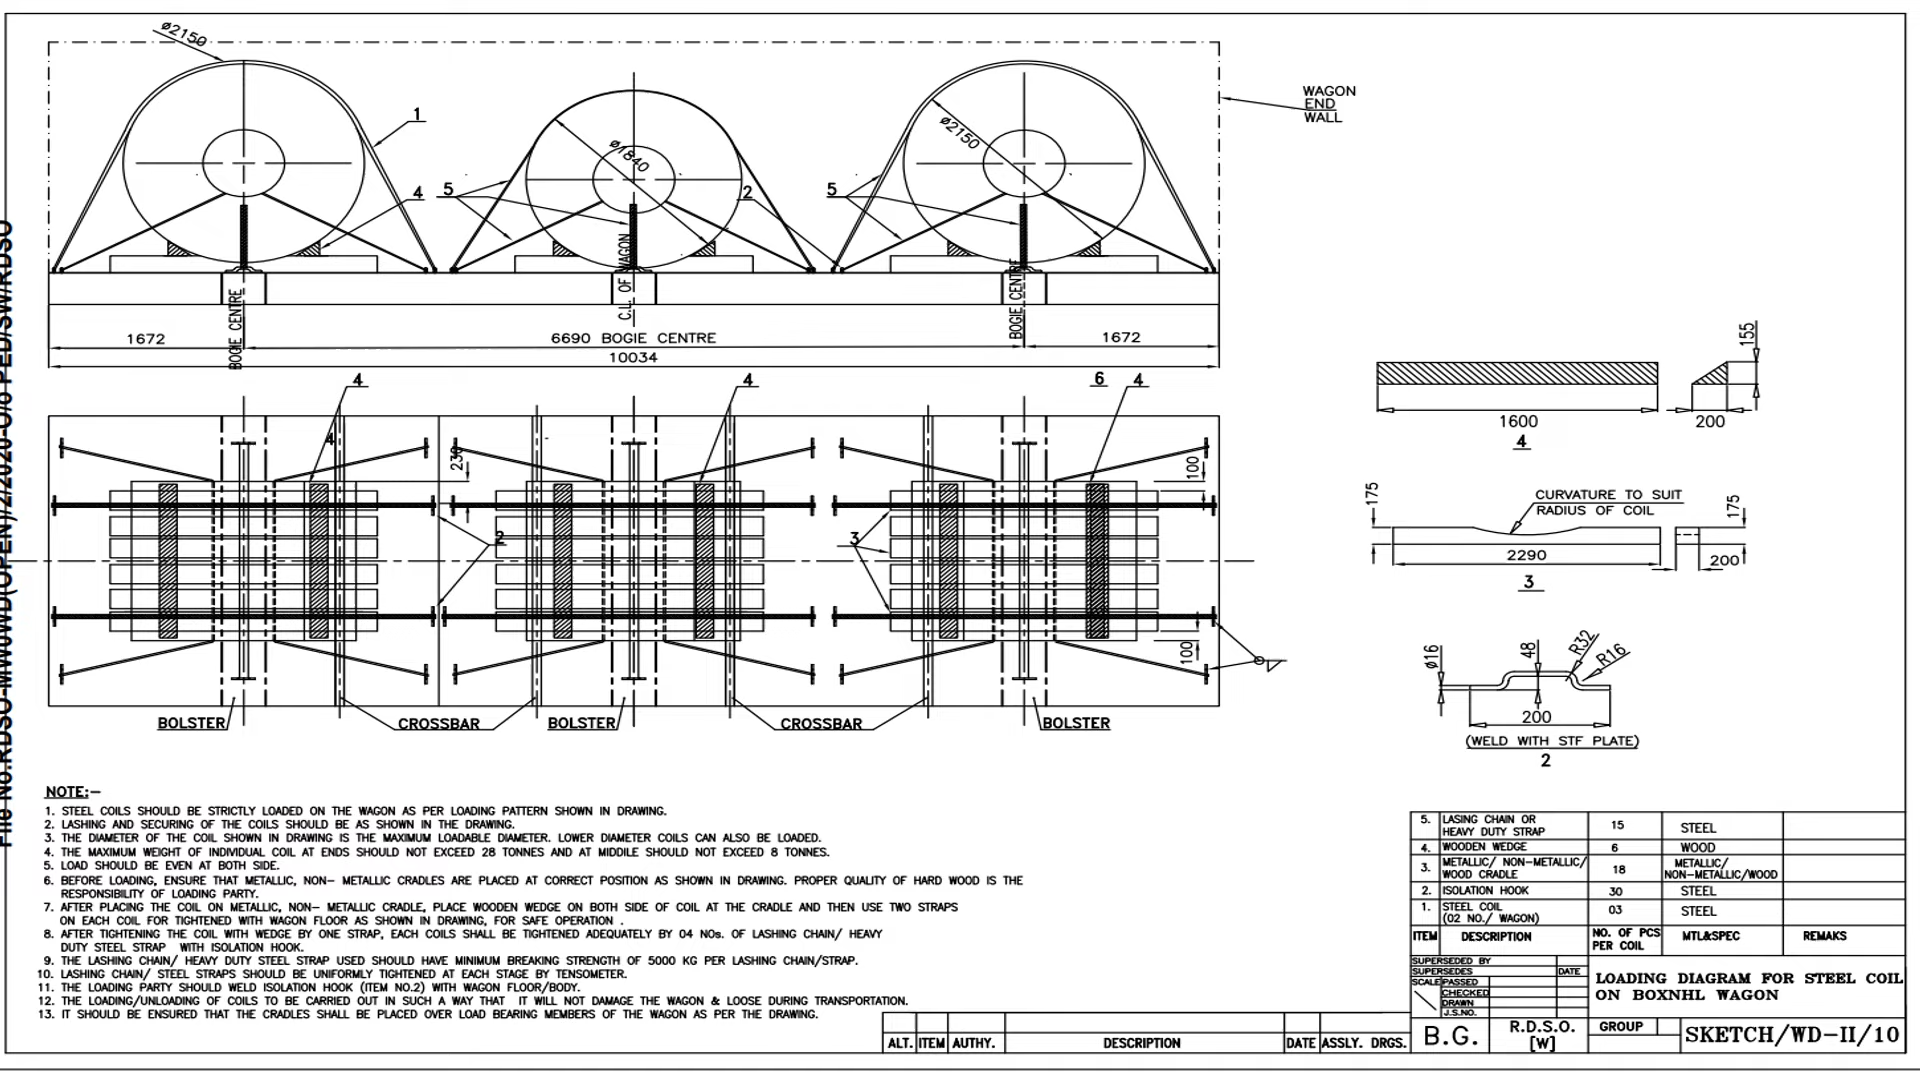 File No.RDSO-MW0WD(OPEN)/2/2020-O/o PED/SW/RDSO
ø2150
1
4
5
ø1840
2
5
ø2150
WAGON
END
WALL
BOGIE CENTRE
C.L. OF WAGON
BOGIE CENTRE
1672
6690 BOGIE CENTRE
1672
10034
4
4
6
4
4
230
100
2
3
100
BOLSTER
CROSSBAR
BOLSTER
CROSSBAR
BOLSTER
155
1600
200
4
175
CURVATURE TO SUIT
RADIUS OF COIL
175
2290
200
3
ø16
48
R32
R16
200
(WELD WITH STF PLATE)
2
NOTE:-
1. STEEL COILS SHOULD BE STRICTLY LOADED ON THE WAGON AS PER LOADING PATTERN SHOWN IN DRAWING.
2. LASHING AND SECURING OF THE COILS SHOULD BE AS SHOWN IN THE DRAWING.
3. THE DIAMETER OF THE COIL SHOWN IN DRAWING IS THE MAXIMUM LOADABLE DIAMETER. LOWER DIAMETER COILS CAN ALSO BE LOADED.
4. THE MAXIMUM WEIGHT OF INDIVIDUAL COIL AT ENDS SHOULD NOT EXCEED 28 TONNES AND AT MIDDLE SHOULD NOT EXCEED 8 TONNES.
5. LOAD SHOULD BE EVEN AT BOTH SIDE.
6. BEFORE LOADING, ENSURE THAT METALLIC, NON- METALLIC CRADLES ARE PLACED AT CORRECT POSITION AS SHOWN IN DRAWING. PROPER QUALITY OF HARD WOOD IS THE
RESPONSIBILITY OF LOADING PARTY.
7. AFTER PLACING THE COIL ON METALLIC, NON- METALLIC CRADLE, PLACE WOODEN WEDGE ON BOTH SIDE OF COIL AT THE CRADLE AND THEN USE TWO STRAPS
ON EACH COIL FOR TIGHTENED WITH WAGON FLOOR AS SHOWN IN DRAWING, FOR SAFE OPERATION .
8. AFTER TIGHTENING THE COIL WITH WEDGE BY ONE STRAP, EACH COILS SHALL BE TIGHTENED ADEQUATELY BY 04 NOs. OF LASHING CHAIN/ HEAVY
DUTY STEEL STRAP WITH ISOLATION HOOK.
9. THE LASHING CHAIN/ HEAVY DUTY STEEL STRAP USED SHOULD HAVE MINIMUM BREAKING STRENGTH OF 5000 KG PER LASHING CHAIN/STRAP.
10. LASHING CHAIN/ STEEL STRAPS SHOULD BE UNIFORMLY TIGHTENED AT EACH STAGE BY TENSOMETER.
11. THE LOADING PARTY SHOULD WELD ISOLATION HOOK (ITEM NO.2) WITH WAGON FLOOR/BODY.
12. THE LOADING/UNLOADING OF COILS TO BE CARRIED OUT IN SUCH A WAY THAT IT WILL NOT DAMAGE THE WAGON & LOOSE DURING TRANSPORTATION.
13. IT SHOULD BE ENSURED THAT THE CRADLES SHALL BE PLACED OVER LOAD BEARING MEMBERS OF THE WAGON AS PER THE DRAWING.
5. LASING CHAIN OR HEAVY DUTY STRAP 15 STEEL
4. WOODEN WEDGE 6 WOOD
3. METALLIC/ NON-METALLIC/ WOOD CRADLE 18 METALLIC/ NON-METALLIC/WOOD
2. ISOLATION HOOK 30 STEEL
1. STEEL COIL (02 NO./ WAGON) 03 STEEL
ITEM DESCRIPTION NO. OF PCS PER COIL MTL&SPEC REMAKS
SUPERSEDED BY
SUPERSEDES DATE
SCALE PASSED
CHECKED
DRAWN
J.S.NO.
LOADING DIAGRAM FOR STEEL COIL
ON BOXNHL WAGON
B.G. R.D.S.O. [W] GROUP SKETCH/WD-II/10
ALT. ITEM AUTHY. DESCRIPTION DATE ASSLY. DRGS.